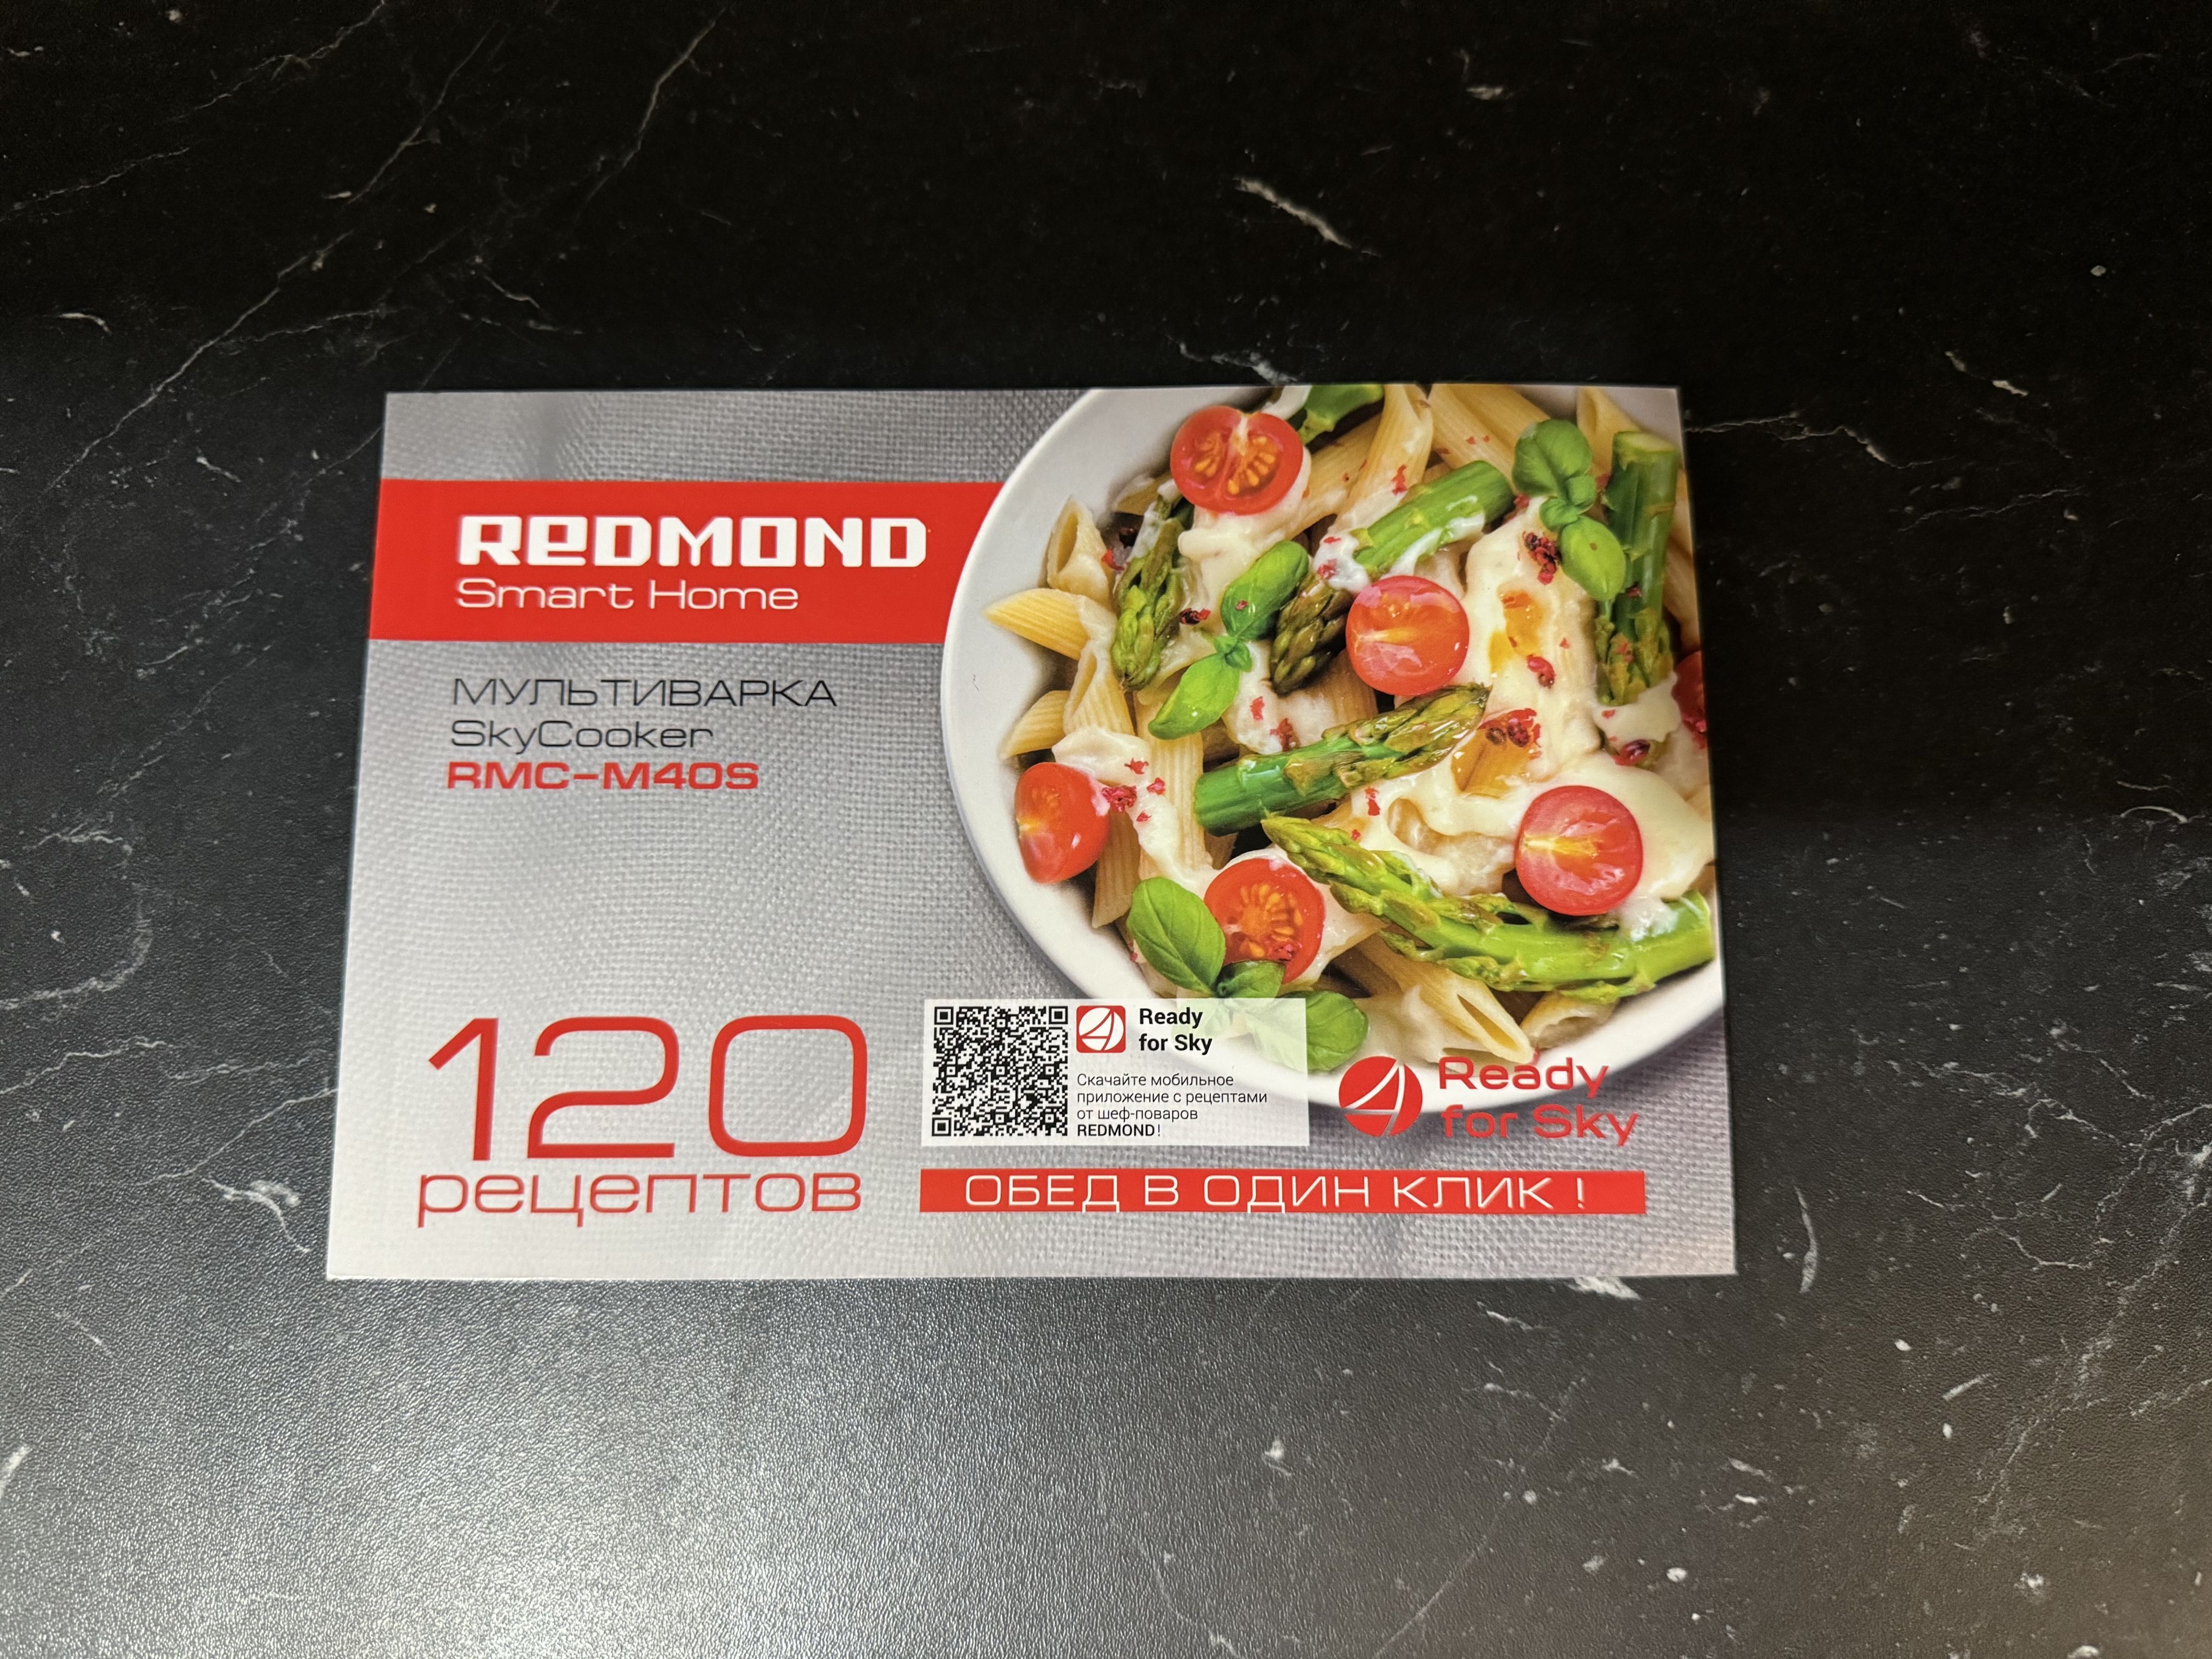 REDMOND
Smart Home
МУЛЬТИВАРКА
SkyCooker
RMC-M40S
120
рецептов
Ready
for Sky
Скачайте мобильное
приложение с рецептами
от шеф-поваров
REDMOND!
Ready
for Sky
ОБЕД В ОДИН КЛИК !